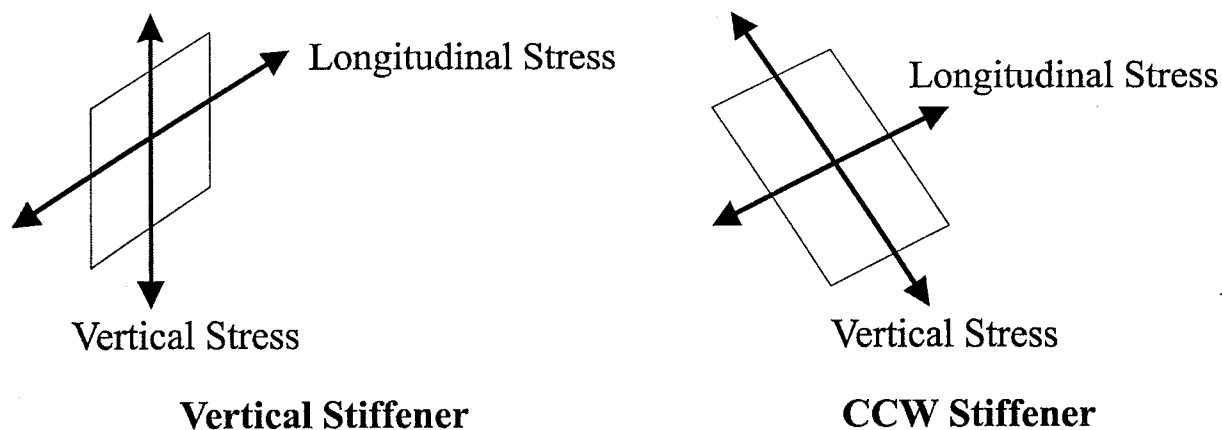 Longitudinal Stress
Vertical Stress
Vertical Stiffener
Longitudinal Stress
Vertical Stress
CCW Stiffener